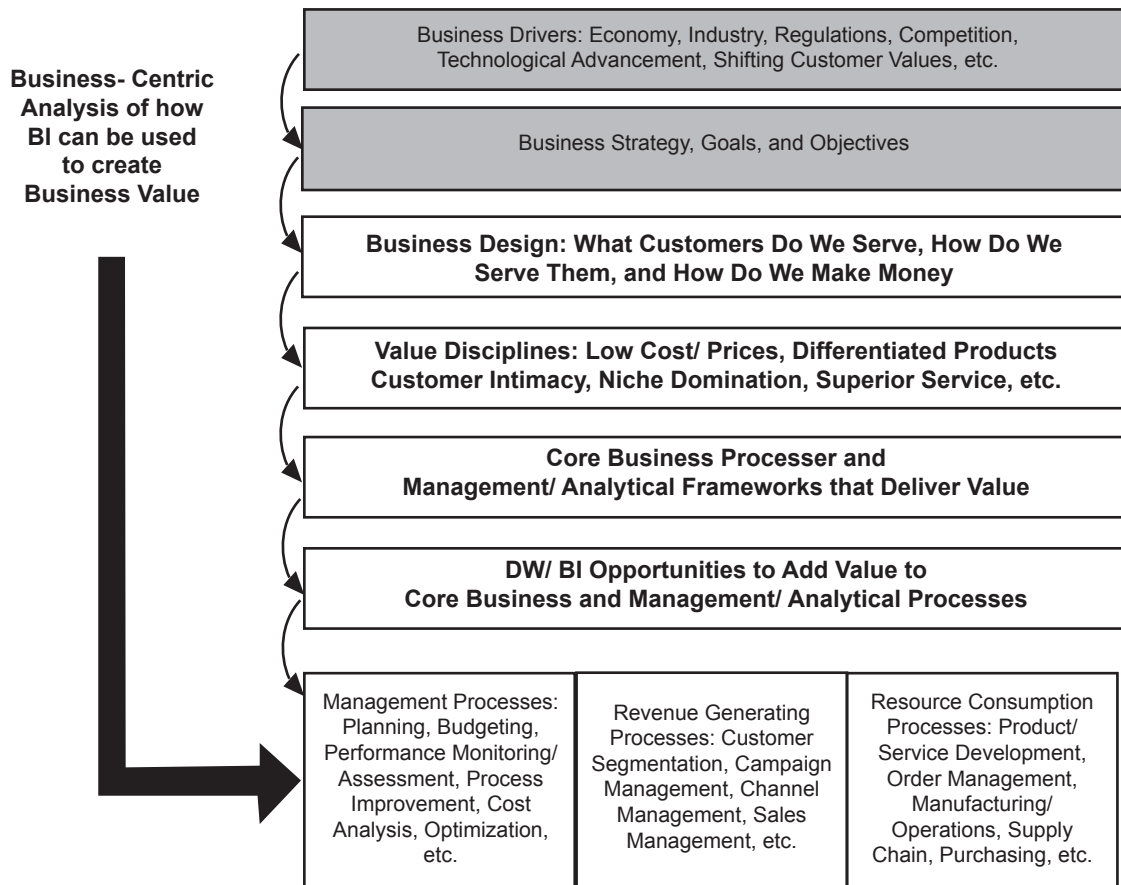 Business Drivers: Economy, Industry, Regulations, Competition,
Technological Advancement, Shifting Customer Values, etc.
Business- Centric
Analysis of how
BI can be used
to create
Business Value
Business Strategy, Goals, and Objectives
Business Design: What Customers Do We Serve, How Do We
Serve Them, and How Do We Make Money
Value Disciplines: Low Cost/ Prices, Differentiated Products
Customer Intimacy, Niche Domination, Superior Service, etc.
Core Business Processer and
Management/ Analytical Frameworks that Deliver Value
DW/ BI Opportunities to Add Value to
Core Business and Management/ Analytical Processes
Management Processes:
Planning, Budgeting,
Performance Monitoring/
Assessment, Process
Improvement, Cost
Analysis, Optimization,
etc.
Revenue Generating
Processes: Customer
Segmentation, Campaign
Management, Channel
Management, Sales
Management, etc.
Resource Consumption
Processes: Product/
Service Development,
Order Management,
Manufacturing/
Operations, Supply
Chain, Purchasing, etc.